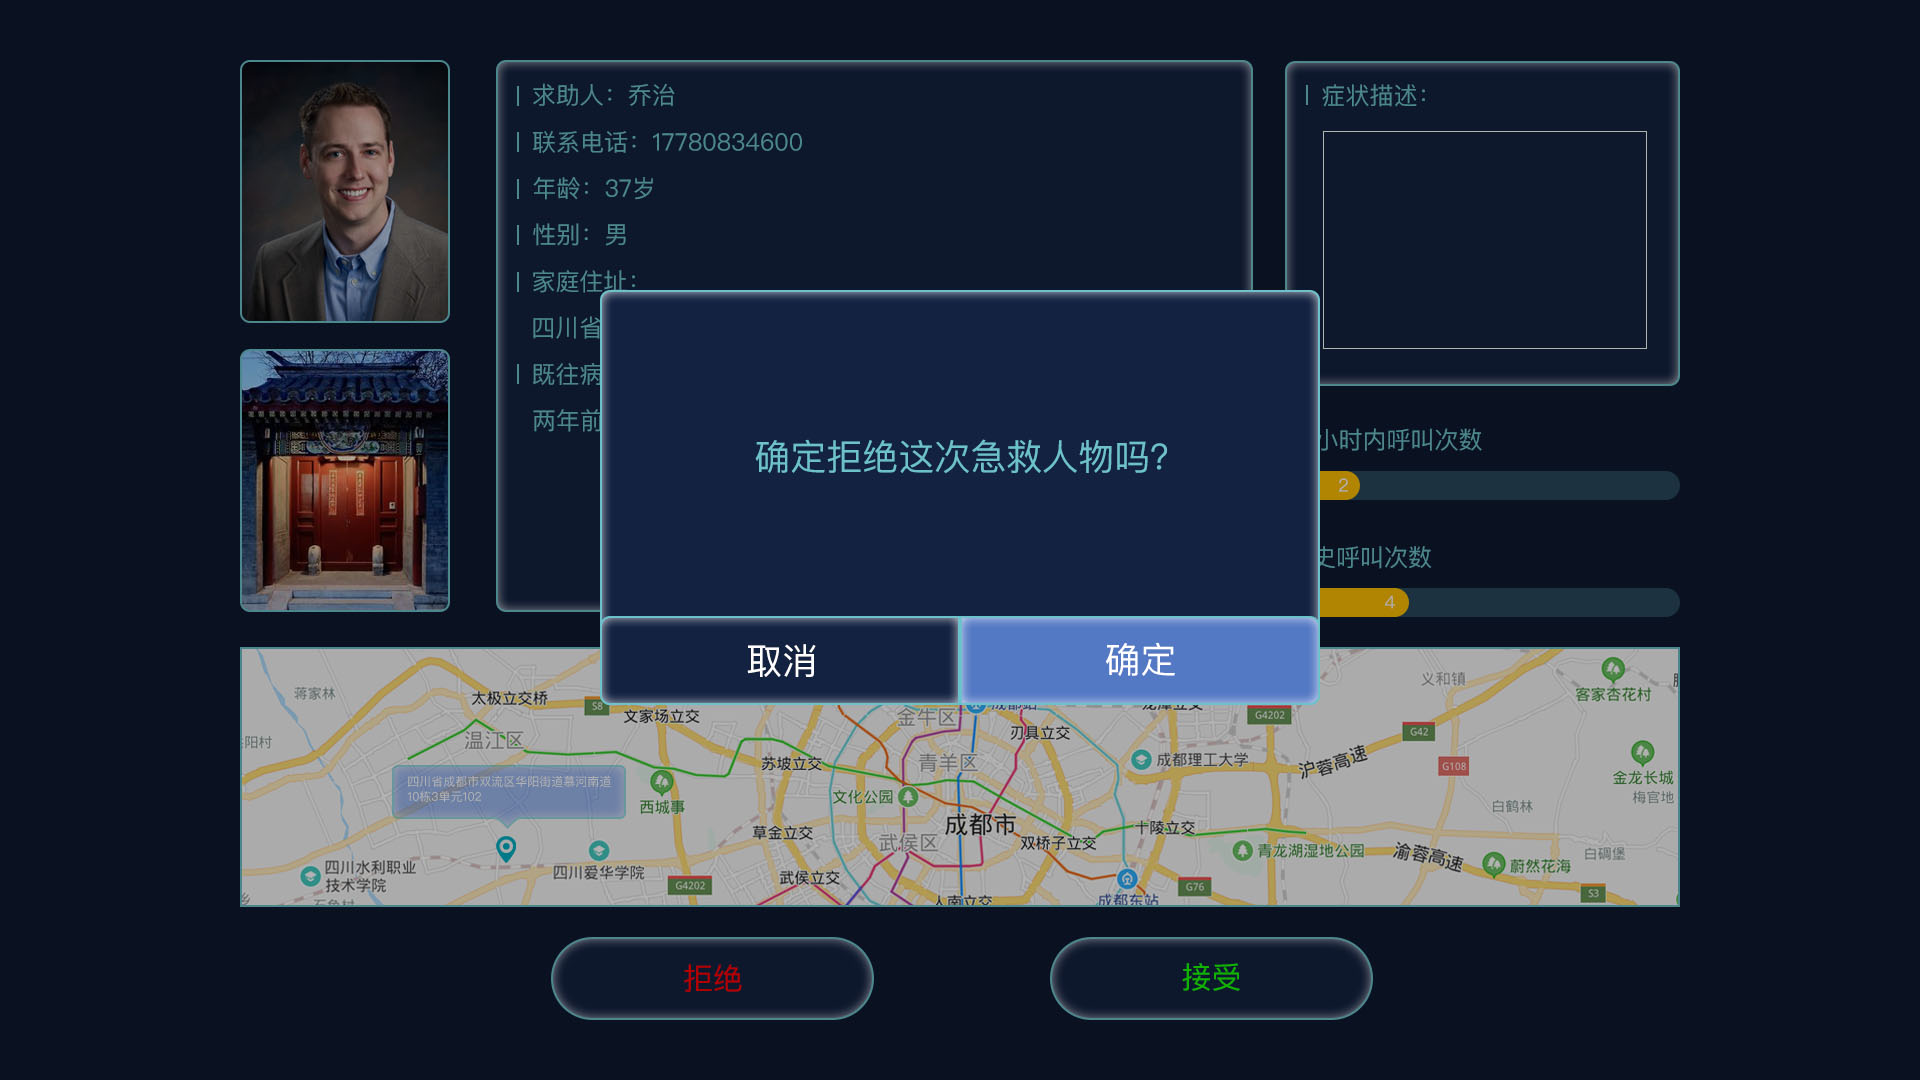 求助人：乔治
联系电话：17780834600
年龄：37岁
性别：男
家庭住址：
四川省
既往病
两年前
症状描述：
小时内呼叫次数
2
史呼叫次数
4
确定拒绝这次急救人物吗?
取消
确定
蒋家林
太极立交桥
S8
文家场立交
温江区
阳村
四川省成都市双流区华阳街道慕河南道
10栋3单元102
西城事
四川水利职业
技术学院
四川爱华学院
G4202
金牛区
成都站
刃具立交
青羊区
苏坡立交
文化公园
成都市
草金立交
武侯区
双桥子立交
武侯立交
人南立交
成都东站
龙潭立交
G4202
成都理工大学
沪蓉高速
G42
G108
义和镇
客家杏花村
金龙长城
梅官地
白鹤林
十陵立交
青龙湖湿地公园
渝蓉高速
蔚然花海
白碉堡
G76
S3
拒绝
接受